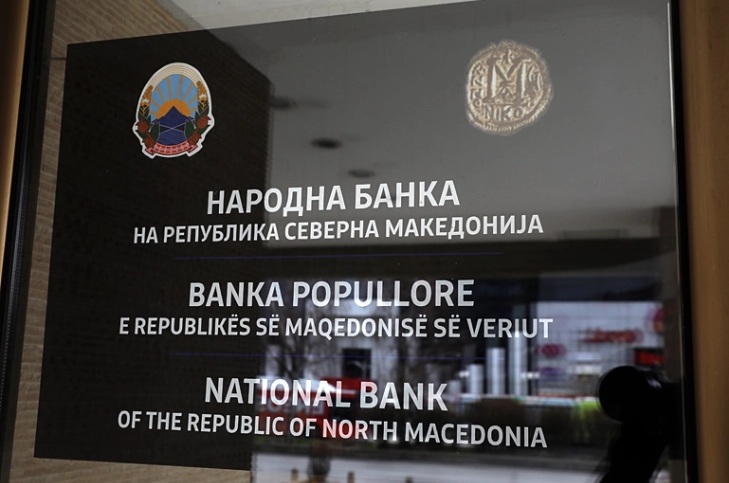 M
NIKO
НАРОДНА БАНКА
НА РЕПУБЛИКА СЕВЕРНА МАКЕДОНИЈА
BANKA POPULLORE
E REPUBLIKËS SË MAQEDONISË SË VERIUT
NATIONAL BANK
OF THE REPUBLIC OF NORTH MACEDONIA